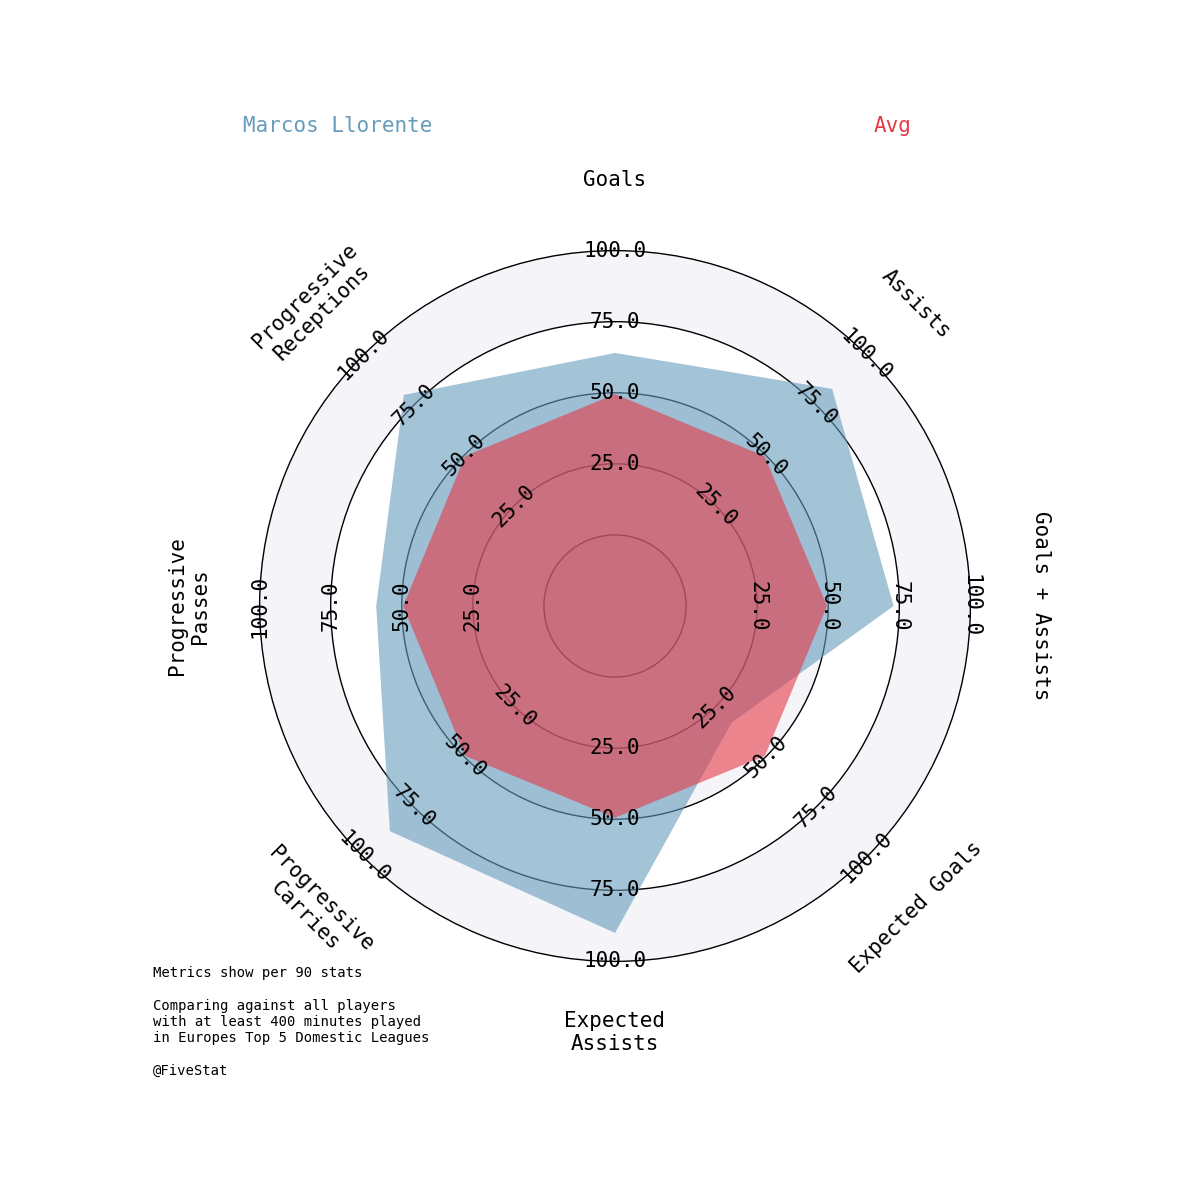 Marcos Llorente
Avg
Goals
Assists
Goals + Assists
Expected Goals
Expected
Assists
Progressive
Carries
Progressive
Passes
Progressive
Receptions
25.0
50.0
75.0
100.0
25.0
50.0
75.0
100.0
25.0
50.0
75.0
100.0
25.0
50.0
75.0
100.0
25.0
50.0
75.0
100.0
25.0
50.0
75.0
100.0
25.0
50.0
75.0
100.0
25.0
50.0
75.0
100.0
Metrics show per 90 stats
Comparing against all players
with at least 400 minutes played
in Europes Top 5 Domestic Leagues
@FiveStat